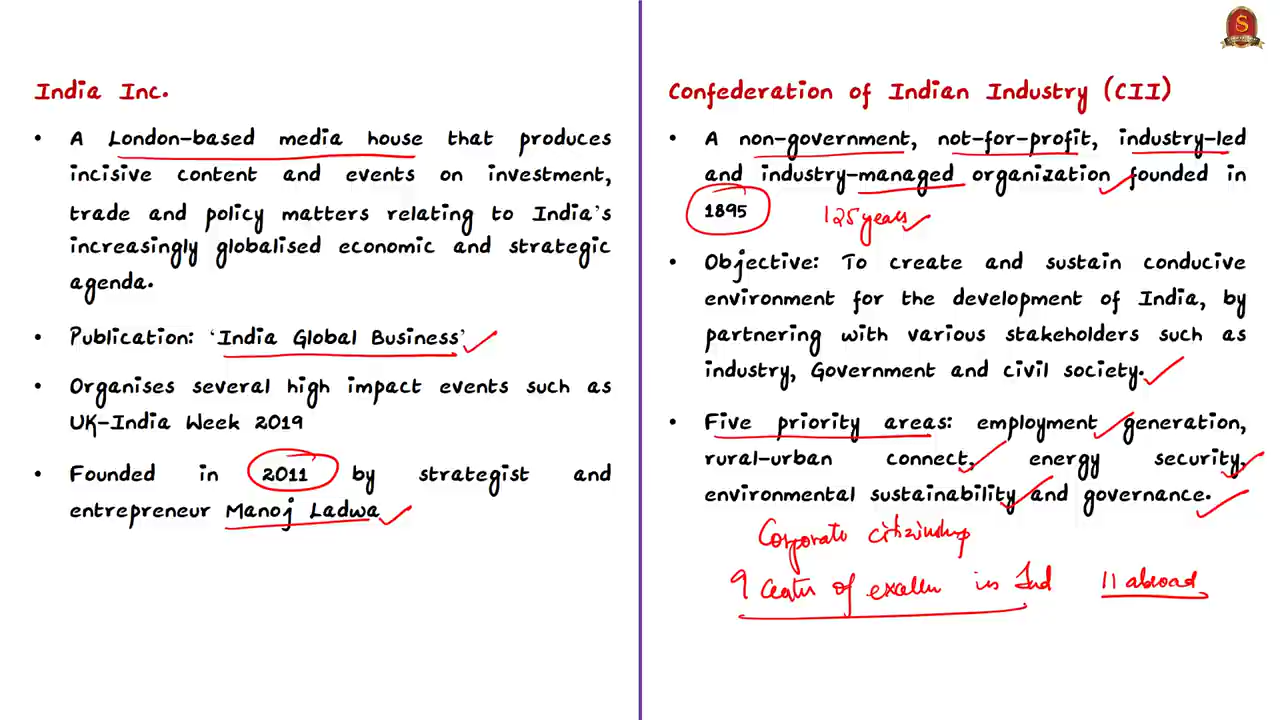 India Inc.
• A London-based media house that produces
incisive content and events on investment,
trade and policy matters relating to India's
increasingly globalised economic and strategic
agenda.
• Publication: 'India Global Business'
• Organises several high impact events such as
UK-India Week 2019
• Founded in 2011 by strategist and
entrepreneur Manoj Ladwa
Confederation of Indian Industry (CII)
• A non-government, not-for-profit, industry-led
and industry-managed organization founded in
1895 125 years
• Objective: To create and sustain conducive
environment for the development of India, by
partnering with various stakeholders such as
industry, Government and civil society.
• Five priority areas: employment generation,
rural-urban connect, energy security,
environmental sustainability and governance.
Corporate citizenship
9 of in Ind 11 abroad